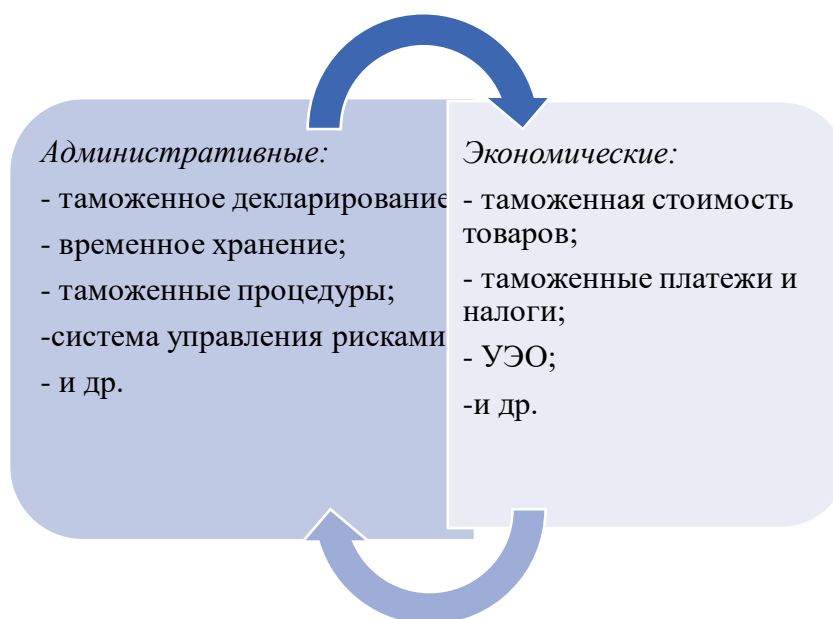 Административные:
- таможенное декларирование
- временное хранение;
- таможенные процедуры;
-система управления рисками
- и др.
Экономические:
- таможенная стоимость
товаров;
- таможенные платежи и
налоги;
- УЭО;
-и др.